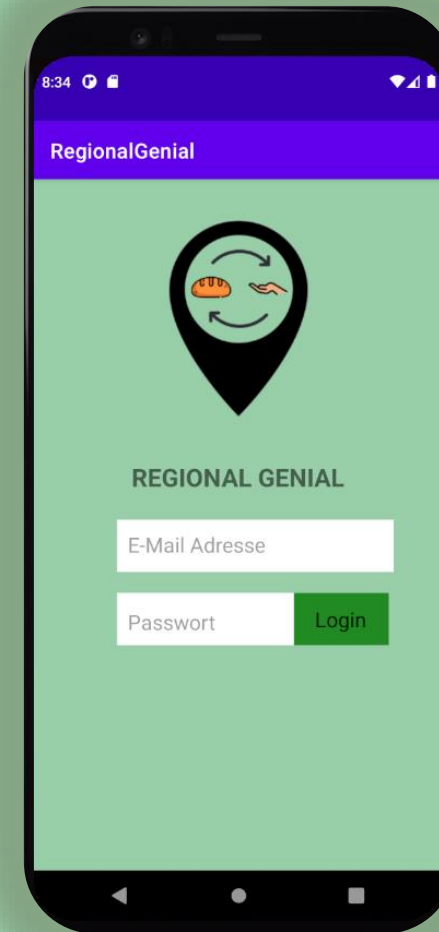 8:34
RegionalGenial
REGIONAL GENIAL
E-Mail Adresse
Passwort
Login